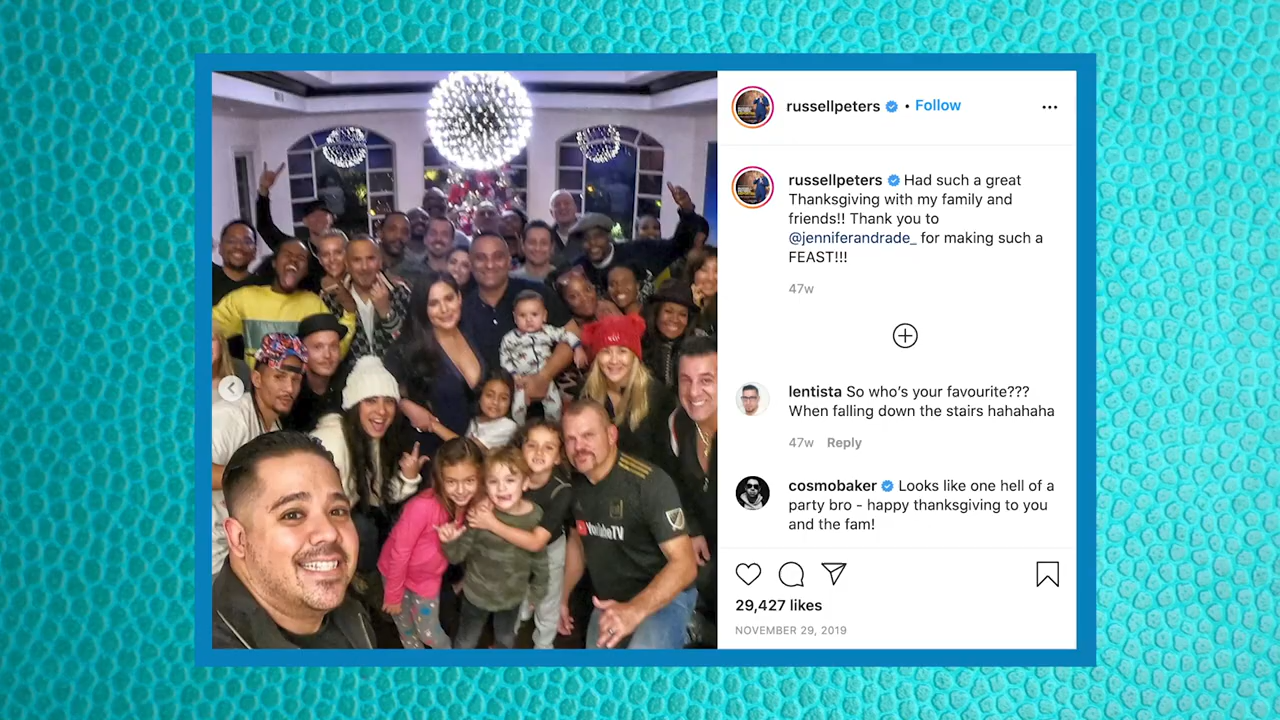 russellpeters • Follow
russellpeters Had such a great
Thanksgiving with my family and
friends!! Thank you to
@jenniferandrade_ for making such a
FEAST!!!
47w
lentista So who's your favourite???
When falling down the stairs hahahaha
47w Reply
cosmobaker Looks like one hell of a
party bro - happy thanksgiving to you
and the fam!
29,427 likes
NOVEMBER 29, 2019
YouTubeTV